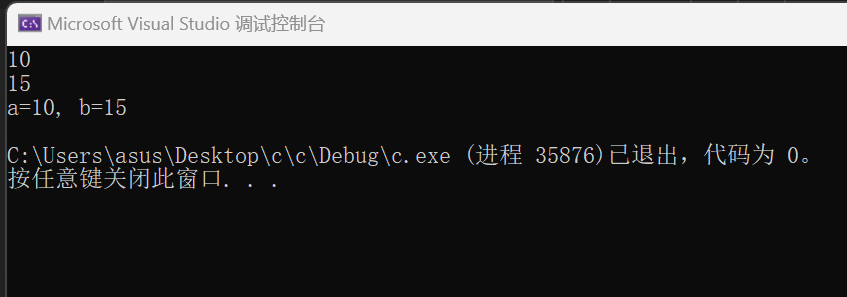 Microsoft Visual Studio 调试控制台
10
15
a=10, b=15
C:\Users\asus\Desktop\c\c\Debug\c.exe (进程 35876)已退出，代码为 0。
按任意键关闭此窗口. . .